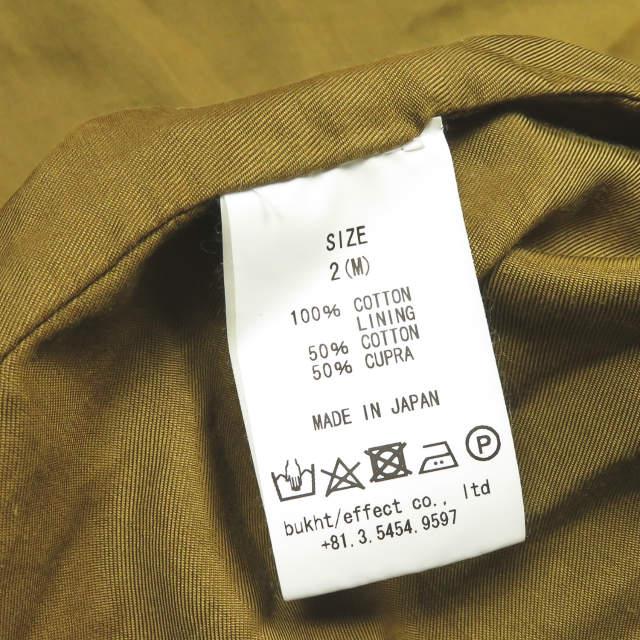 SIZE
2(M)
100% COTTON
LINING
50% COTTON
50% CUPRA
MADE IN JAPAN
P
bukht/effect co., ltd
+81.3.5454.9597